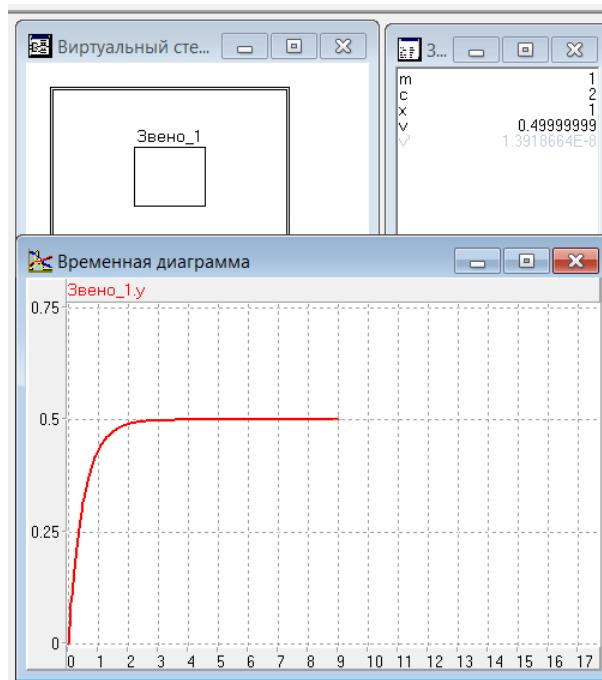 Виртуальный сте...
Звено_1
З...
m 1
c 2
x 1
v 0.49999999
v' 1.3918664E-8
Временная диаграмма
Звено_1.y
0.75
0.5
0.25
0
0 1 2 3 4 5 6 7 8 9 10 11 12 13 14 15 16 17